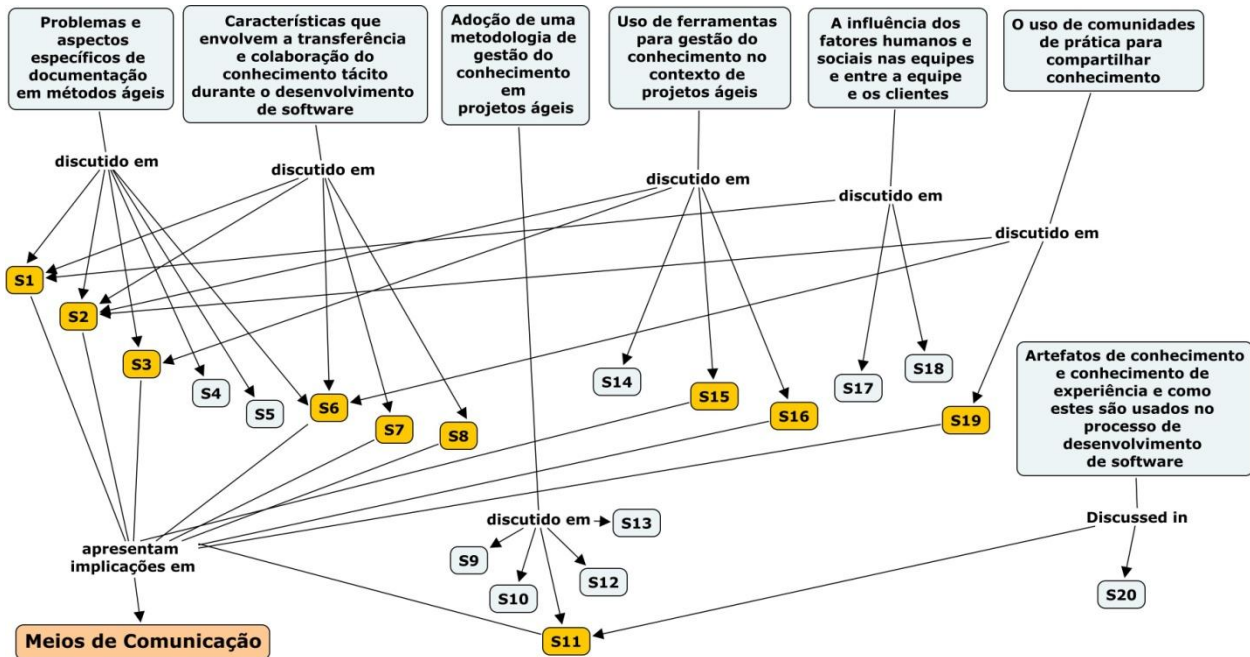 Problemas e
aspectos
específicos de
documentação
em métodos ágeis
Características que
envolvem a transferência
e colaboração do
conhecimento tácito
durante o desenvolvimento
de software
Adoção de uma
metodologia de
gestão do
conhecimento
em
projetos ágeis
Uso de ferramentas
para gestão do
conhecimento no
contexto de
projetos ágeis
A influência dos
fatores humanos e
sociais nas equipes
e entre a equipe
e os clientes
O uso de comunidades
de prática para
compartilhar
conhecimento
discutido em
discutido em
discutido em
discutido em
discutido em
S1
S2
S3
S4
S5
S6
S7
S8
S14
S15
S16
S17
S18
S19
Artefatos de conhecimento
e conhecimento de
experiência e como
estes são usados no
processo de
desenvolvimento
de software
discutido em
S13
Discussed in
apresentam
implicações em
S9
S10
S12
S20
Meios de Comunicação
S11